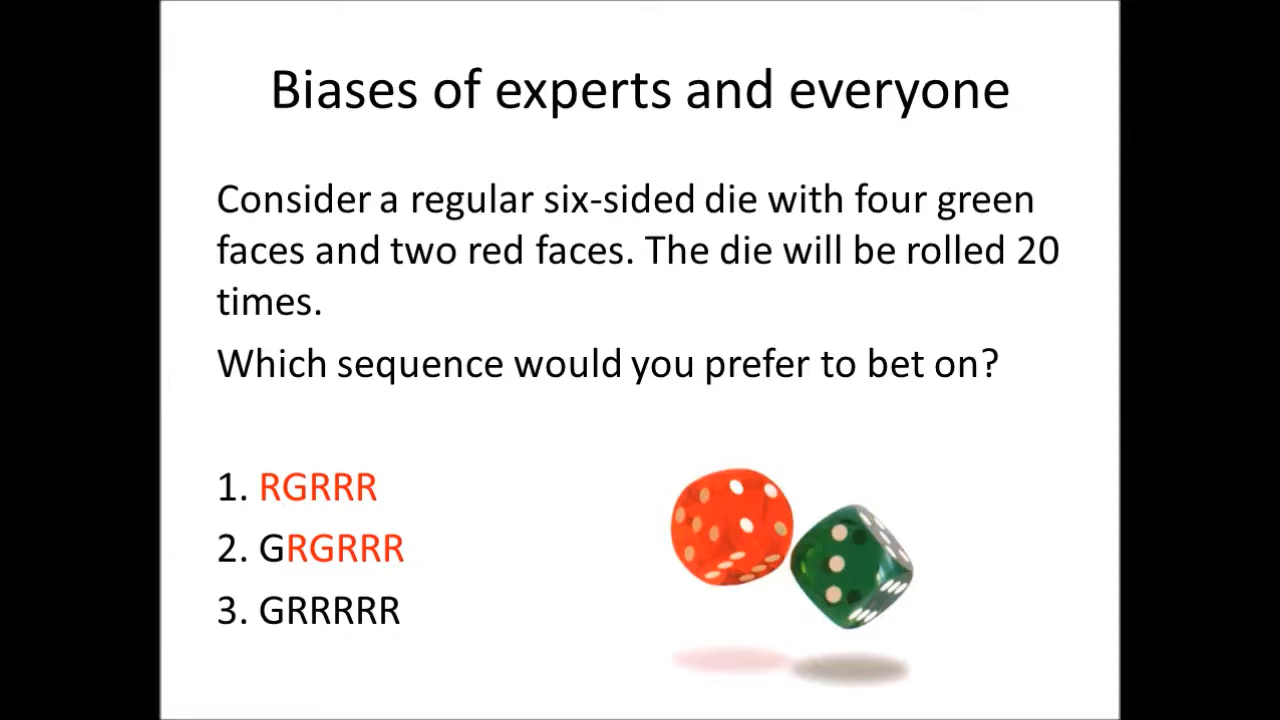 Biases of experts and everyone
Consider a regular six-sided die with four green
faces and two red faces. The die will be rolled 20
times.
Which sequence would you prefer to bet on?
1. RGRRR
2. GRGRRR
3. GRRRRR